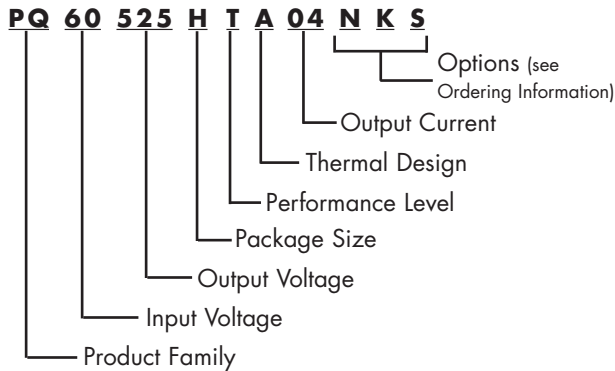 PQ 60 525 H T A 04 N K S
Options (see
Ordering Information)
Output Current
Thermal Design
Performance Level
Package Size
Output Voltage
Input Voltage
Product Family